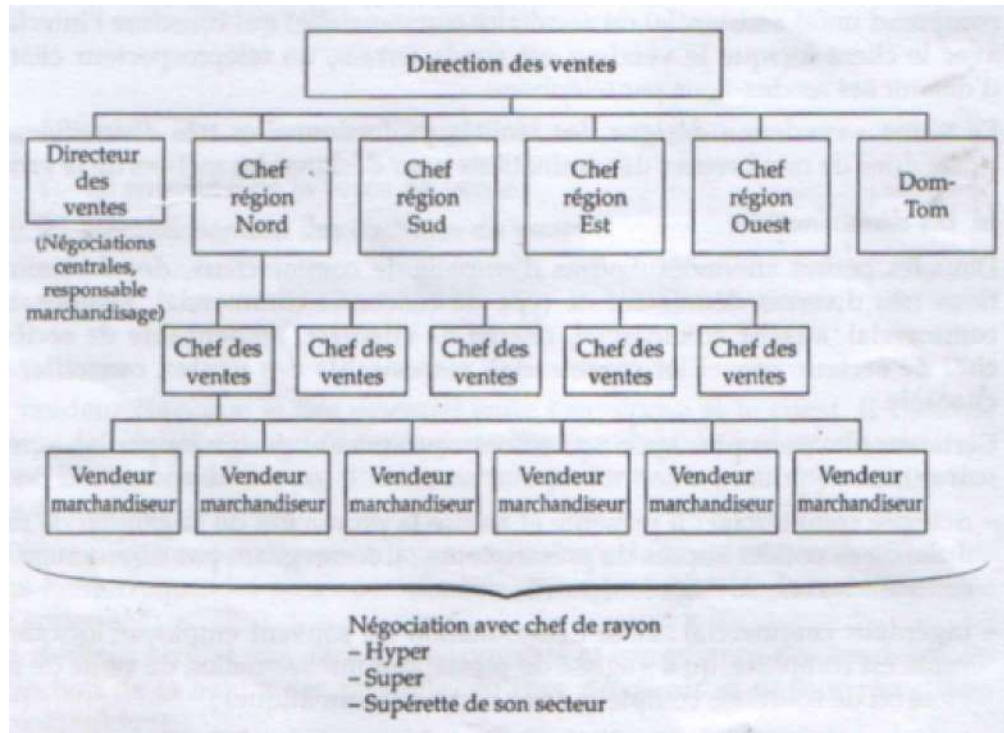 Direction des ventes
Directeur
des
ventes
(Négociations
centrales,
responsable
marchandisage)
Chef
région
Nord
Chef
région
Sud
Chef
région
Est
Chef
région
Ouest
Dom-
Tom
Chef des
ventes
Chef des
ventes
Chef des
ventes
Chef des
ventes
Chef des
ventes
Vendeur
marchandiseur
Vendeur
marchandiseur
Vendeur
marchandiseur
Vendeur
marchandiseur
Vendeur
marchandiseur
Vendeur
marchandiseur
Négociation avec chef de rayon
– Hyper
– Super
– Supérette de son secteur